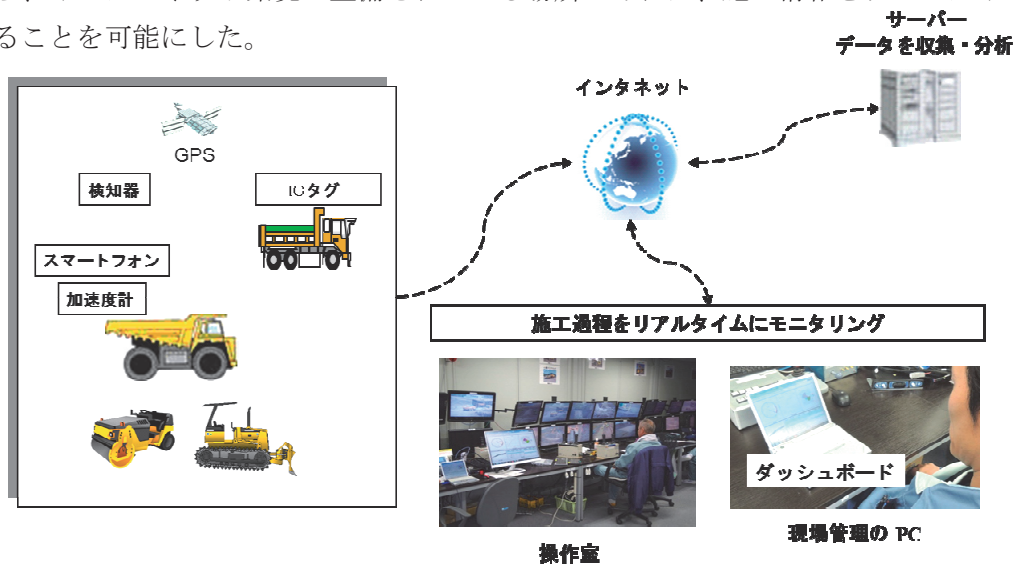 ることを可能にした。
サーバー
データを収集・分析
インタネット
GPS
検知器
ICタグ
スマートフォン
加速度計
施工過程をリアルタイムにモニタリング
ダッシュボード
操作室
現場管理の PC